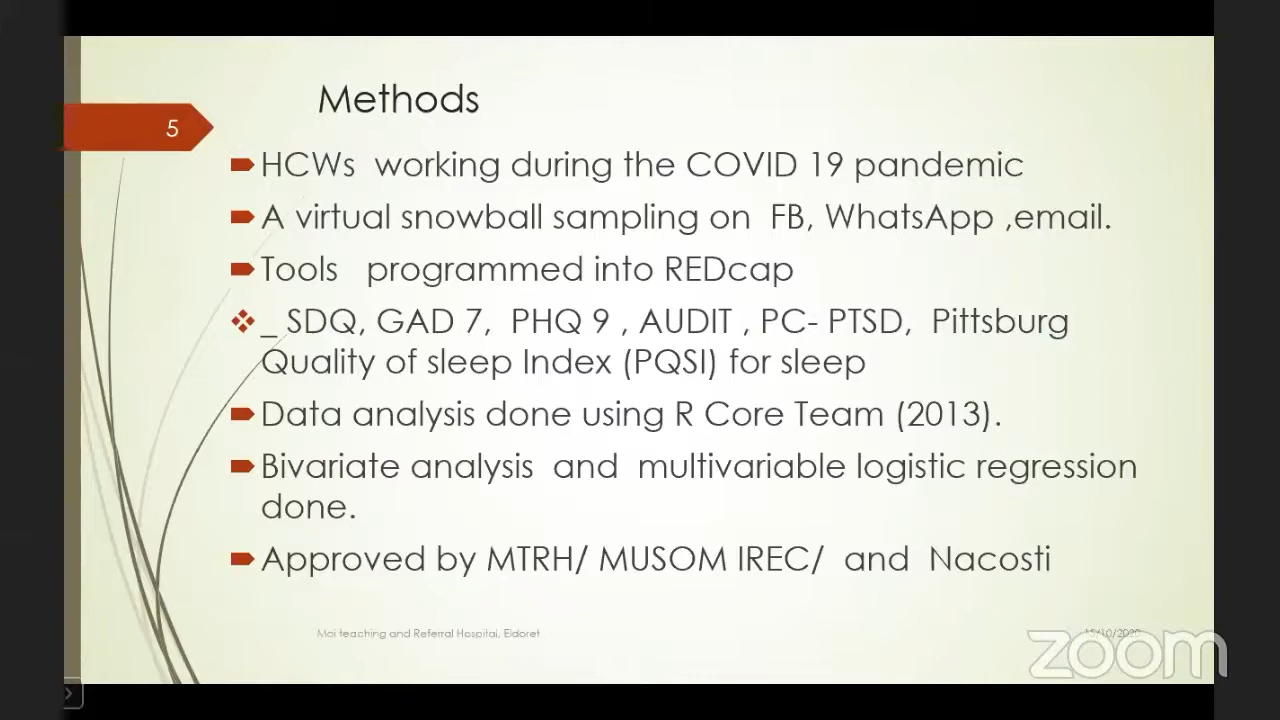 Methods
5
HCWs working during the COVID 19 pandemic
A virtual snowball sampling on FB, WhatsApp ,email.
Tools programmed into REDcap
_ SDQ, GAD 7, PHQ 9 , AUDIT , PC- PTSD, Pittsburg
Quality of sleep Index (PQSI) for sleep
Data analysis done using R Core Team (2013).
Bivariate analysis and multivariable logistic regression
done.
Approved by MTRH/ MUSOM IREC/ and Nacosti
Moi teaching and Referral Hospital, Eldoret
15/10/2020
zoom